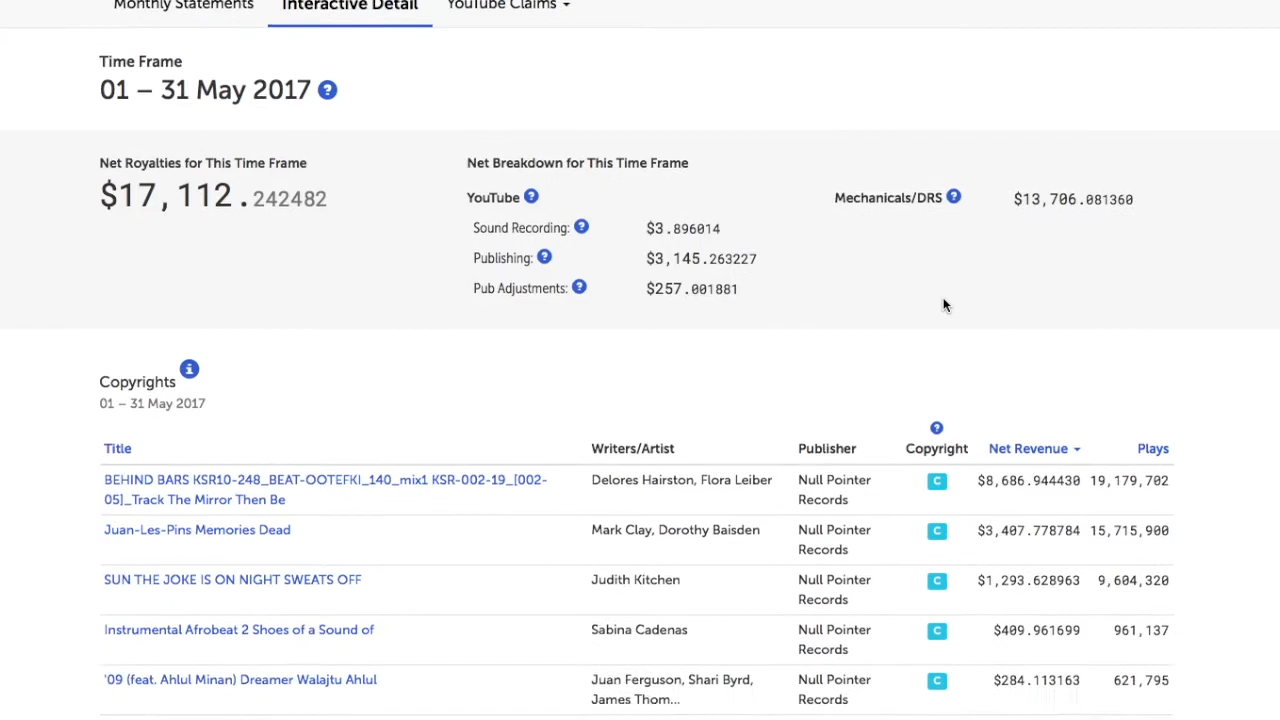 Monthly Statements Interactive Detail YouTube Claims
Time Frame
01 – 31 May 2017 ?
Net Royalties for This Time Frame
$17,112.242482
Net Breakdown for This Time Frame
YouTube ?
Sound Recording: ? $3.896014
Publishing: ? $3,145.263227
Pub Adjustments: ? $257.001881
Mechanicals/DRS ? $13,706.081360
Copyrights i
01 – 31 May 2017
?
Title Writers/Artist Publisher Copyright Net Revenue Plays
BEHIND BARS KSR10-248_BEAT-OOTEFKI_140_mix1 KSR-002-19_[002- Delores Hairston, Flora Leiber Null Pointer C $8,686.944430 19,179,702
05]_Track The Mirror Then Be Records
Juan-Les-Pins Memories Dead Mark Clay, Dorothy Baisden Null Pointer C $3,407.778784 15,715,900
Records
SUN THE JOKE IS ON NIGHT SWEATS OFF Judith Kitchen Null Pointer C $1,293.628963 9,604,320
Records
Instrumental Afrobeat 2 Shoes of a Sound of Sabina Cadenas Null Pointer C $409.961699 961,137
Records
'09 (feat. Ahlul Minan) Dreamer Walajtu Ahlul Juan Ferguson, Shari Byrd, Null Pointer C $284.113163 621,795
James Thom... Records